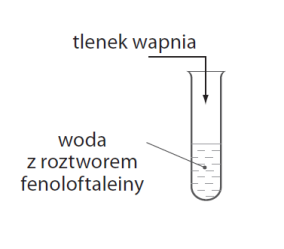 tlenek wapnia
woda
z roztworem
fenoloftaleiny